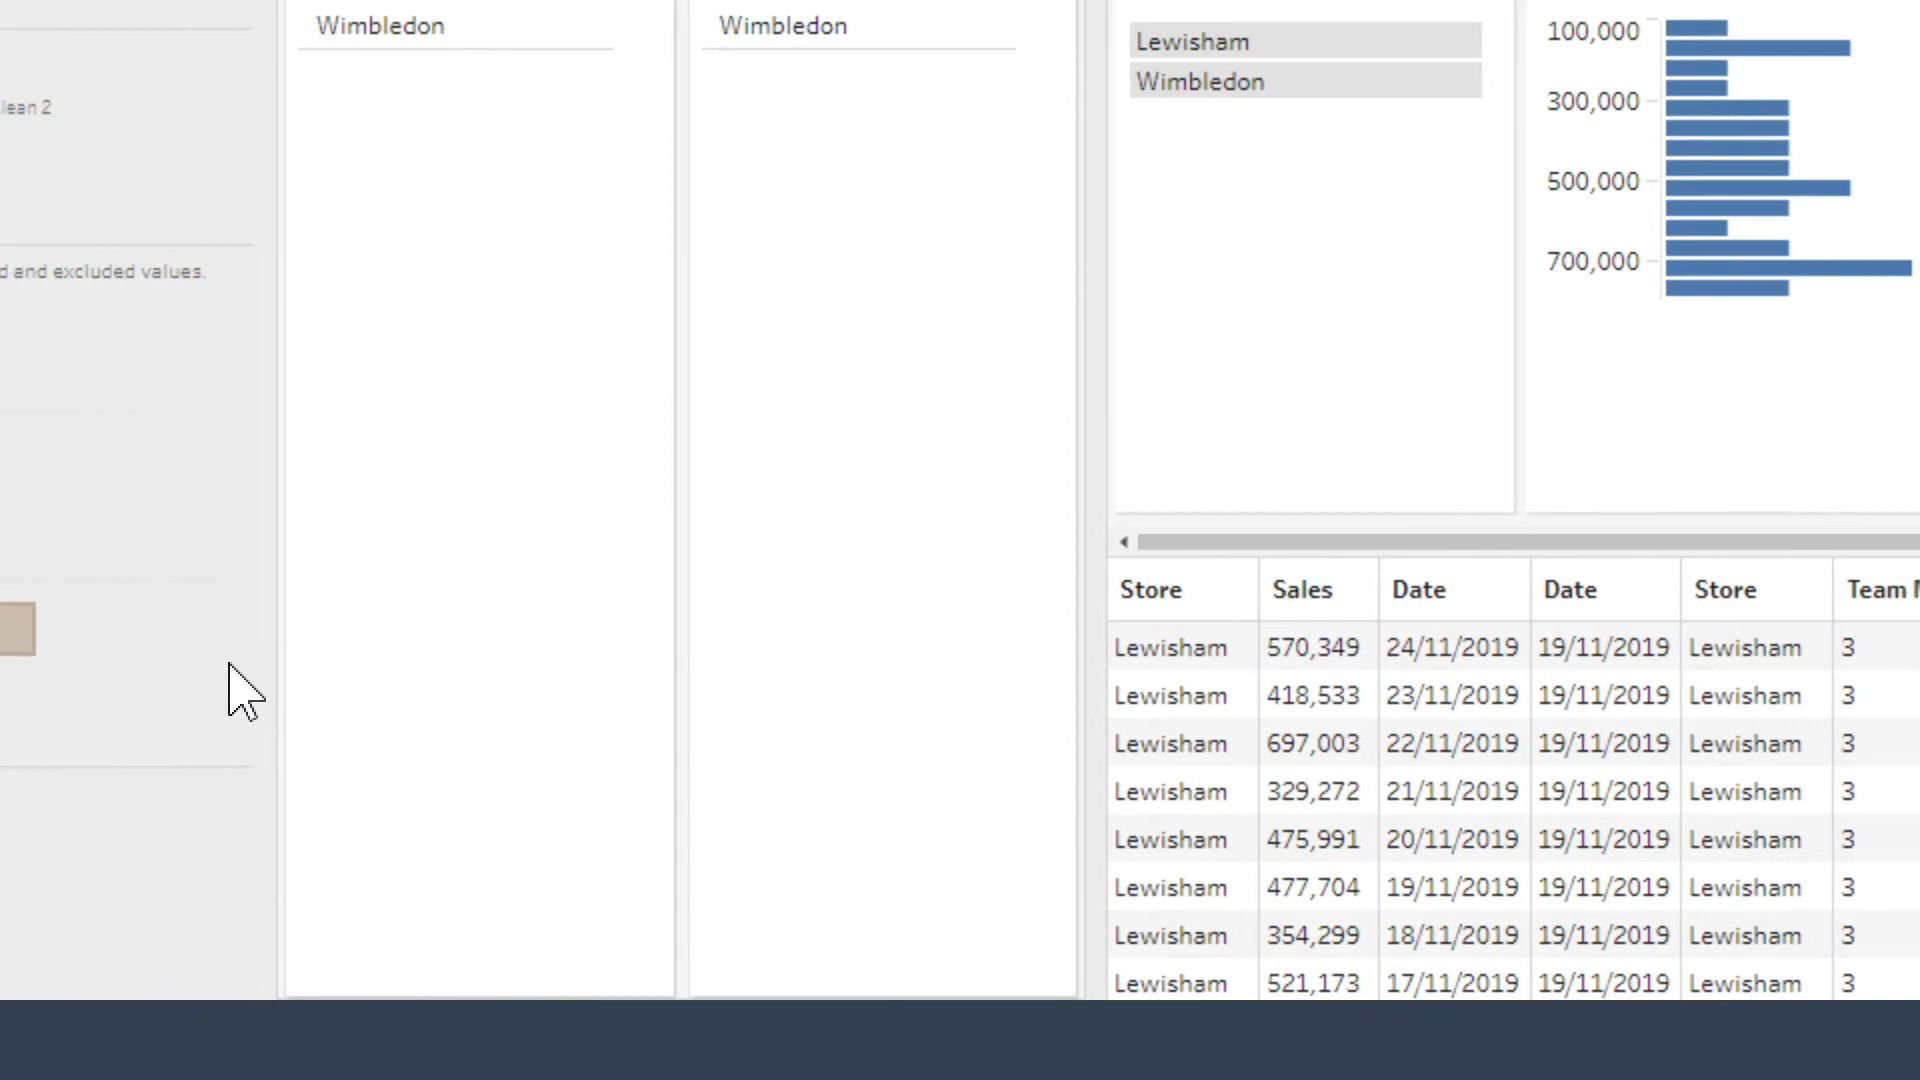 lean 2
d and excluded values.
Wimbledon
Wimbledon
Lewisham
Wimbledon
100,000
300,000
500,000
700,000
Store Sales Date Date Store Team
Lewisham 570,349 24/11/2019 19/11/2019 Lewisham 3
Lewisham 418,533 23/11/2019 19/11/2019 Lewisham 3
Lewisham 697,003 22/11/2019 19/11/2019 Lewisham 3
Lewisham 329,272 21/11/2019 19/11/2019 Lewisham 3
Lewisham 475,991 20/11/2019 19/11/2019 Lewisham 3
Lewisham 477,704 19/11/2019 19/11/2019 Lewisham 3
Lewisham 354,299 18/11/2019 19/11/2019 Lewisham 3
Lewisham 521,173 17/11/2019 19/11/2019 Lewisham 3